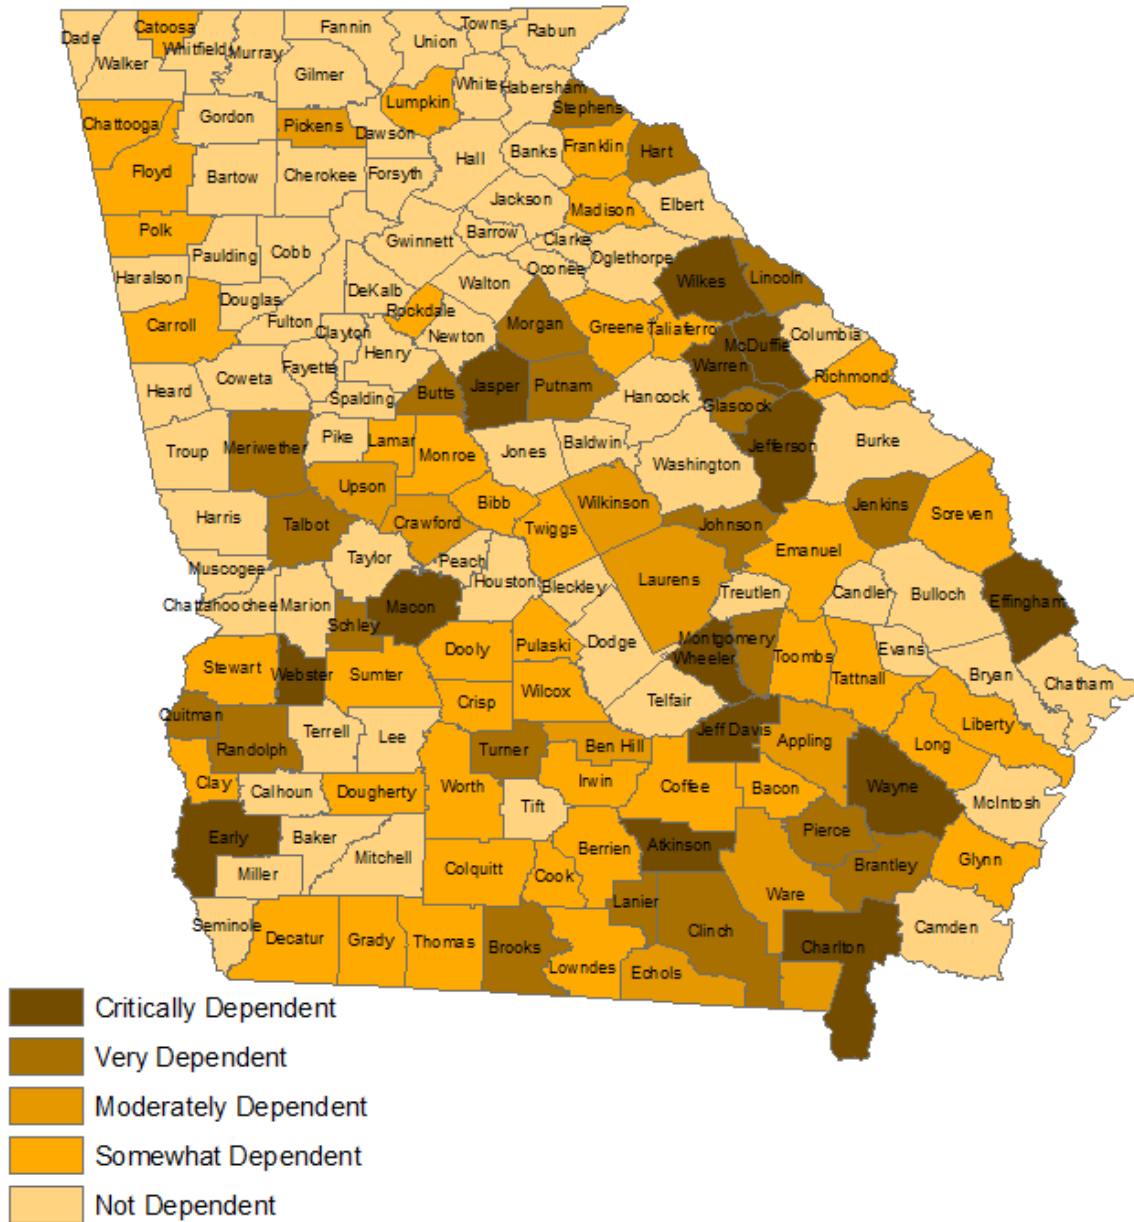 Dade
Catoosa
Whitfield
Murray
Fannin
Union
Towns
Rabun
Walker
Gilmer
White
Habersham
Lumpkin
Stephens
Chattooga
Gordon
Pickens
Dawson
Hall
Banks
Franklin
Hart
Floyd
Bartow
Cherokee
Forsyth
Jackson
Madison
Elbert
Polk
Paulding
Cobb
Gwinnett
Barrow
Clarke
Oconee
Oglethorpe
Haralson
Douglas
DeKalb
Walton
Wilkes
Lincoln
Carroll
Fulton
Clayton
Rockdale
Newton
Morgan
Greene
Taliaferro
McDuffie
Columbia
Heard
Coweta
Fayette
Henry
Spalding
Butts
Jasper
Putnam
Hancock
Warren
Glascock
Richmond
Troup
Meriwether
Pike
Lamar
Monroe
Jones
Baldwin
Washington
Jefferson
Burke
Harris
Talbot
Upson
Crawford
Bibb
Twiggs
Wilkinson
Johnson
Jenkins
Screven
Muscogee
Taylor
Peach
Houston
Bleckley
Laurens
Treutlen
Emanuel
Candler
Bulloch
Effingham
Chattahoochee
Marion
Schley
Macon
Dooly
Pulaski
Dodge
Wheeler
Montgomery
Toombs
Tattnall
Evans
Bryan
Chatham
Stewart
Webster
Sumter
Crisp
Wilcox
Telfair
Jeff Davis
Appling
Long
Liberty
Quitman
Randolph
Terrell
Lee
Turner
Ben Hill
Clay
Calhoun
Dougherty
Worth
Tift
Irwin
Coffee
Bacon
Wayne
McIntosh
Early
Baker
Miller
Mitchell
Colquitt
Cook
Berrien
Atkinson
Pierce
Brantley
Glynn
Seminole
Decatur
Grady
Thomas
Brooks
Lowndes
Lanier
Echols
Clinch
Ware
Charlton
Camden
Critically Dependent
Very Dependent
Moderately Dependent
Somewhat Dependent
Not Dependent